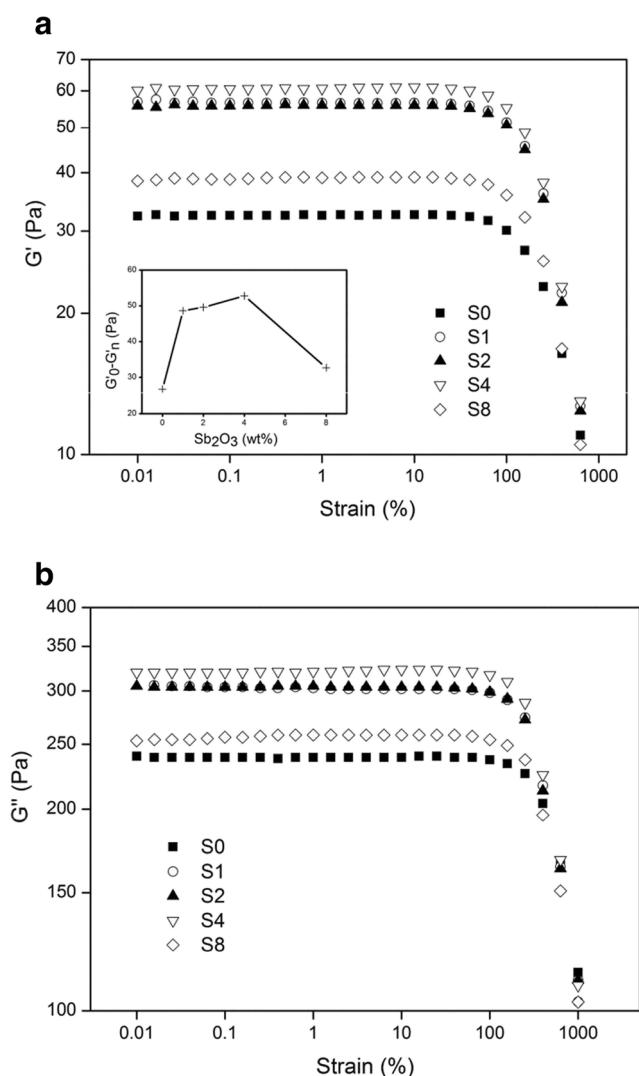 a
70
60
50
40
30
20
10
G' (Pa)
60
50
40
30
20
G'0-G'n (Pa)
0 2 4 6 8
Sb2O3 (wt%)
S0
S1
S2
S4
S8
0.01 0.1 1 10 100 1000
Strain (%)
b
400
350
300
250
200
150
100
G'' (Pa)
S0
S1
S2
S4
S8
0.01 0.1 1 10 100 1000
Strain (%)